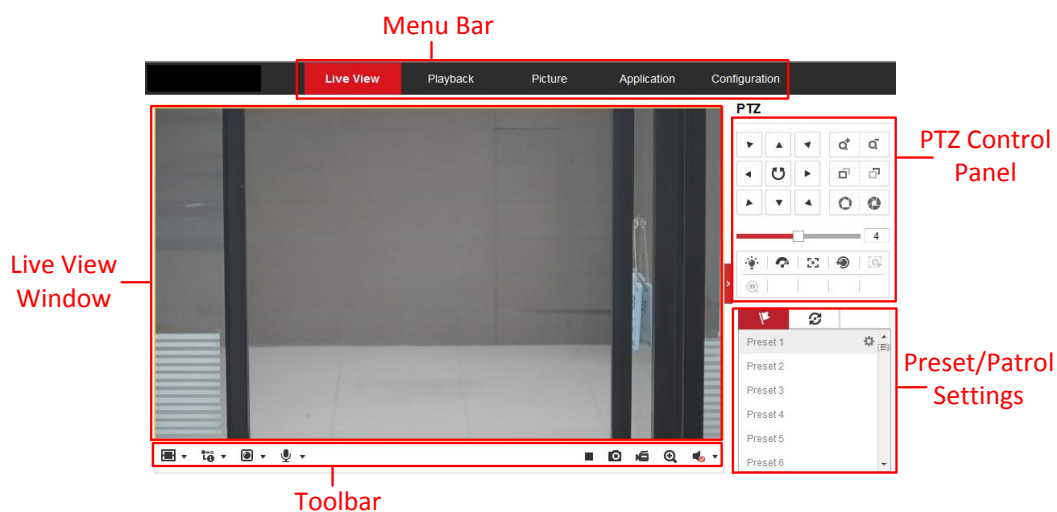 Menu Bar
Live View
Playback
Picture
Application
Configuration
PTZ
PTZ Control
Panel
4
Live View
Window
3D
Preset 1
Preset 2
Preset 3
Preset 4
Preset 5
Preset 6
Preset/Patrol
Settings
Toolbar